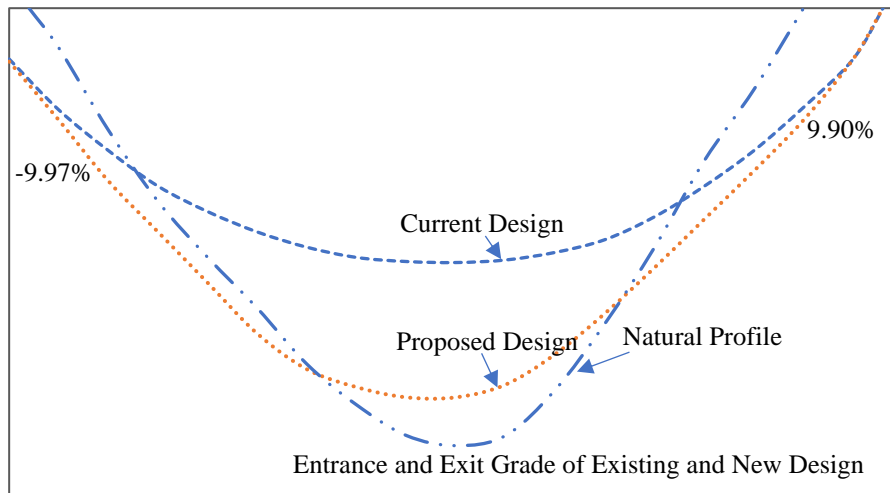 9.90%
-9.97%
Current Design
Proposed Design
Natural Profile
Entrance and Exit Grade of Existing and New Design